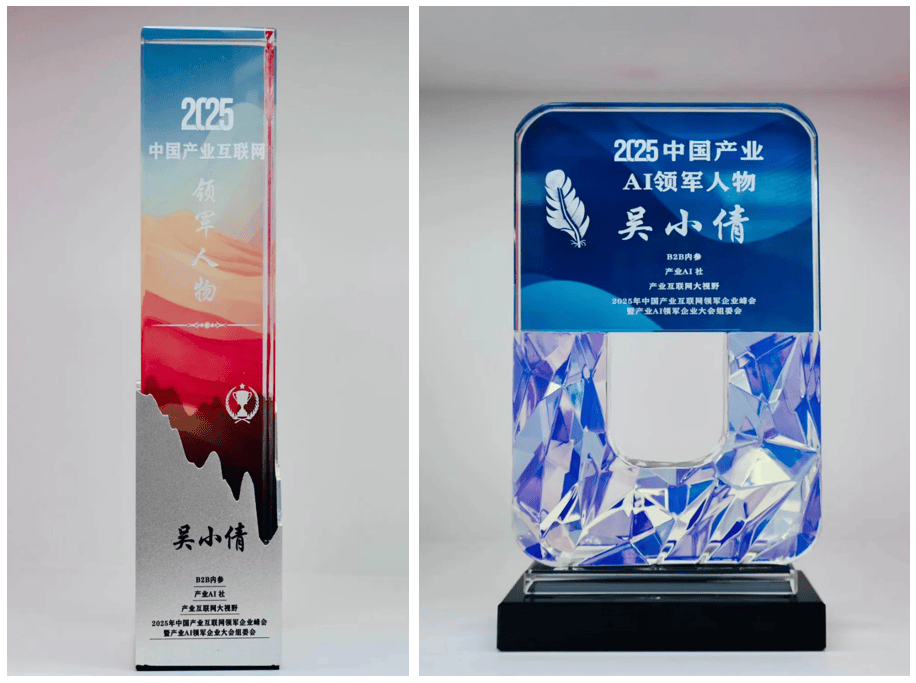 2025
中国产业互联网
领军人物
吴小倩
B2B内参
产业AI 社
产业互联网大视野
2025年中国产业互联网领军企业峰会
暨产业AI领军企业大会组委会
2025中国产业
AI领军人物
吴小倩
B2B内参
产业AI 社
产业互联网大视野
2025年中国产业互联网领军企业峰会
暨产业AI领军企业大会组委会